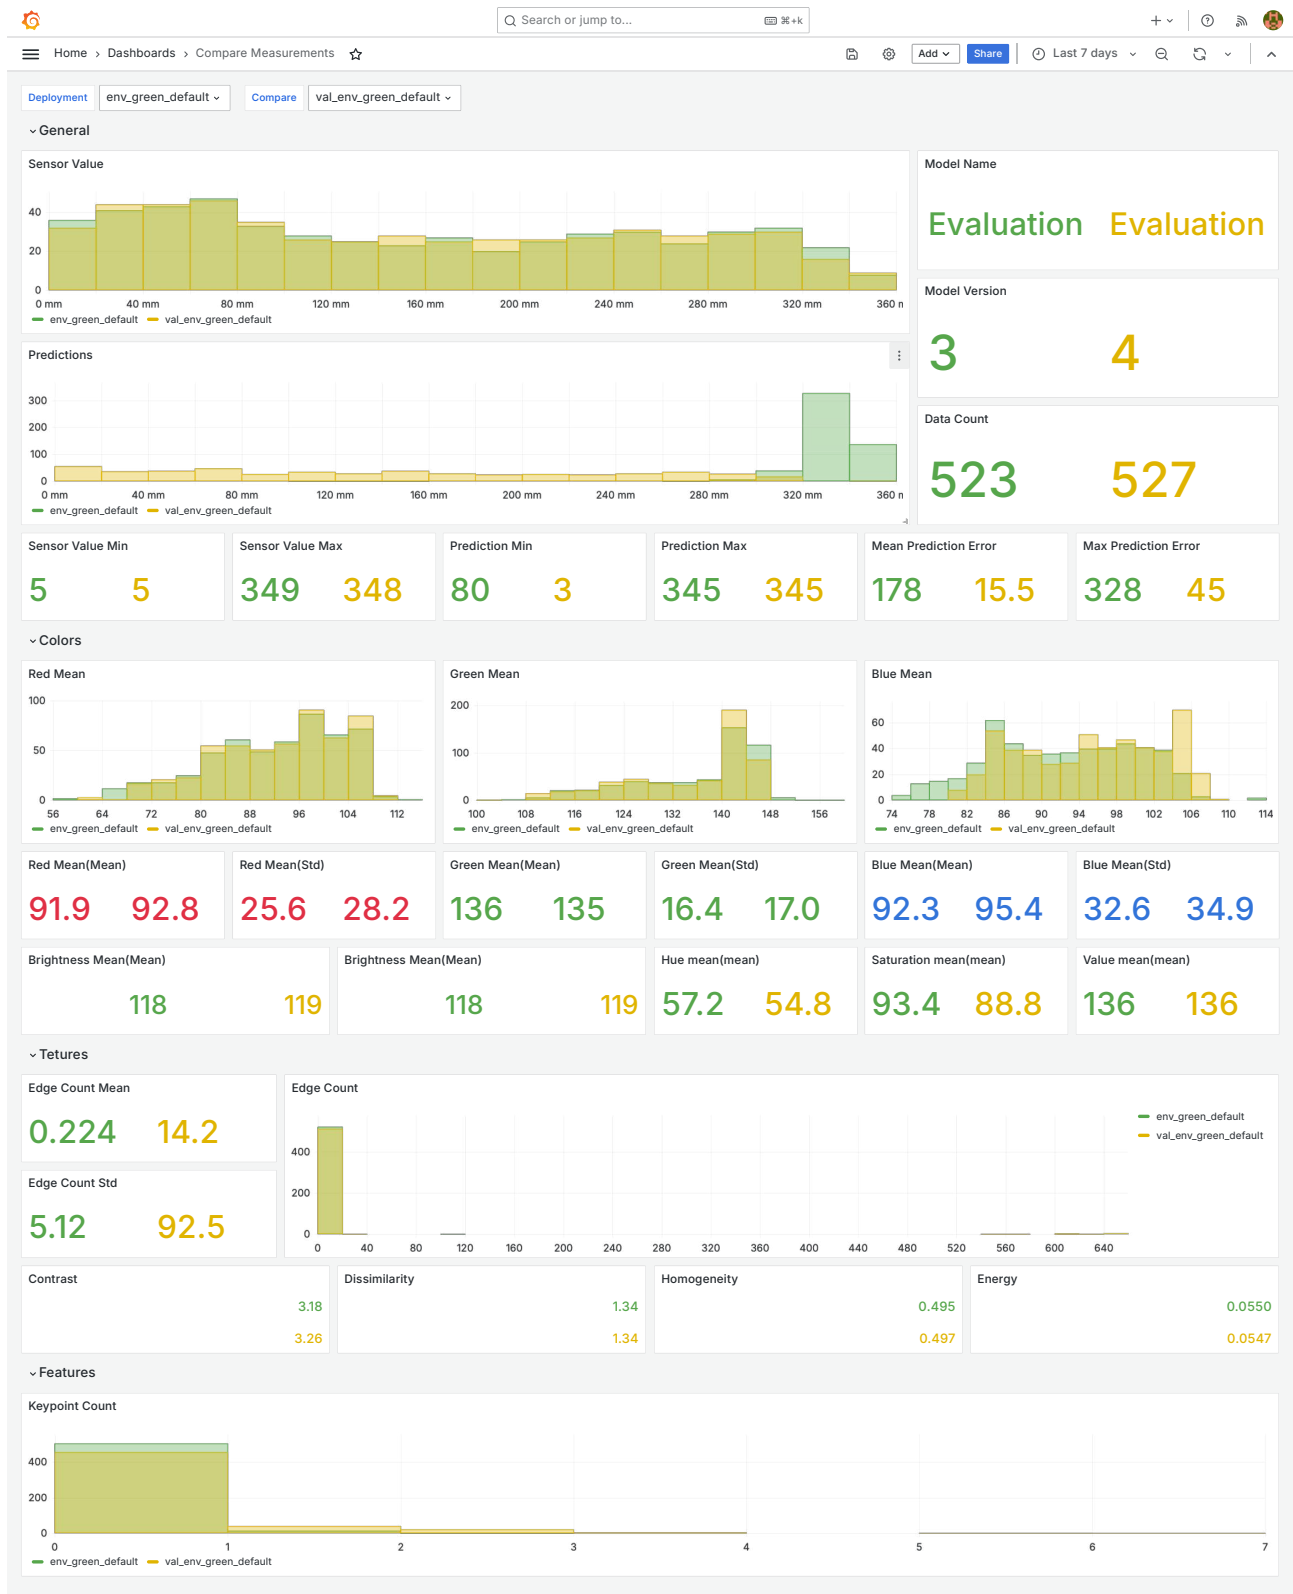 Search or jump to... ⌘+k
Home › Dashboards › Compare Measurements Add Share Last 7 days
Deployment env_green_default Compare val_env_green_default
General
Sensor Value
40
20
0
0 mm 40 mm 80 mm 120 mm 160 mm 200 mm 240 mm 280 mm 320 mm 360 m
env_green_default val_env_green_default
Model Name
Evaluation Evaluation
Model Version
3 4
Predictions
300
200
100
0
0 mm 40 mm 80 mm 120 mm 160 mm 200 mm 240 mm 280 mm 320 mm 360 m
env_green_default val_env_green_default
Data Count
523 527
Sensor Value Min Sensor Value Max Prediction Min Prediction Max Mean Prediction Error Max Prediction Error
5 5 349 348 80 3 345 345 178 15.5 328 45
Colors
Red Mean
100
50
0
56 64 72 80 88 96 104 112
env_green_default val_env_green_default
Green Mean
200
100
0
100 108 116 124 132 140 148 156
env_green_default val_env_green_default
Blue Mean
60
40
20
0
74 78 82 86 90 94 98 102 106 110 114
env_green_default val_env_green_default
Red Mean(Mean) Red Mean(Std) Green Mean(Mean) Green Mean(Std) Blue Mean(Mean) Blue Mean(Std)
91.9 92.8 25.6 28.2 136 135 16.4 17.0 92.3 95.4 32.6 34.9
Brightness Mean(Mean) Brightness Mean(Mean) Hue mean(mean) Saturation mean(mean) Value mean(mean)
118 119 118 119 57.2 54.8 93.4 88.8 136 136
Tetures
Edge Count Mean
0.224 14.2
Edge Count Std
5.12 92.5
Edge Count
400
200
0
0 40 80 120 160 200 240 280 320 360 400 440 480 520 560 600 640
env_green_default
val_env_green_default
Contrast Dissimilarity Homogeneity Energy
3.18 1.34 0.495 0.0550
3.26 1.34 0.497 0.0547
Features
Keypoint Count
400
200
0
0 1 2 3 4 5 6 7
env_green_default val_env_green_default